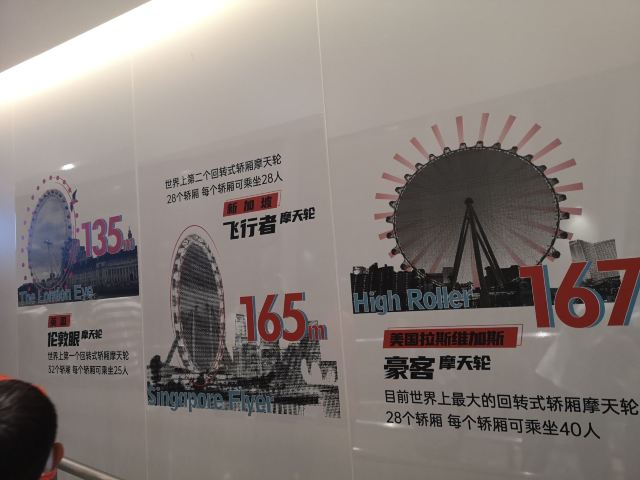 135m
The London Eye
英国
伦敦眼 摩天轮
世界上第一个回转式轿厢摩天轮
32个轿厢 每个轿厢可乘坐25人
世界上第二个回转式轿厢摩天轮
28个轿厢 每个轿厢可乘坐28人
新加坡
飞行者 摩天轮
165m
Singapore Flyer
High Roller
167
美国拉斯维加斯
豪客 摩天轮
目前世界上最大的回转式轿厢摩天轮
28个轿厢 每个轿厢可乘坐40人